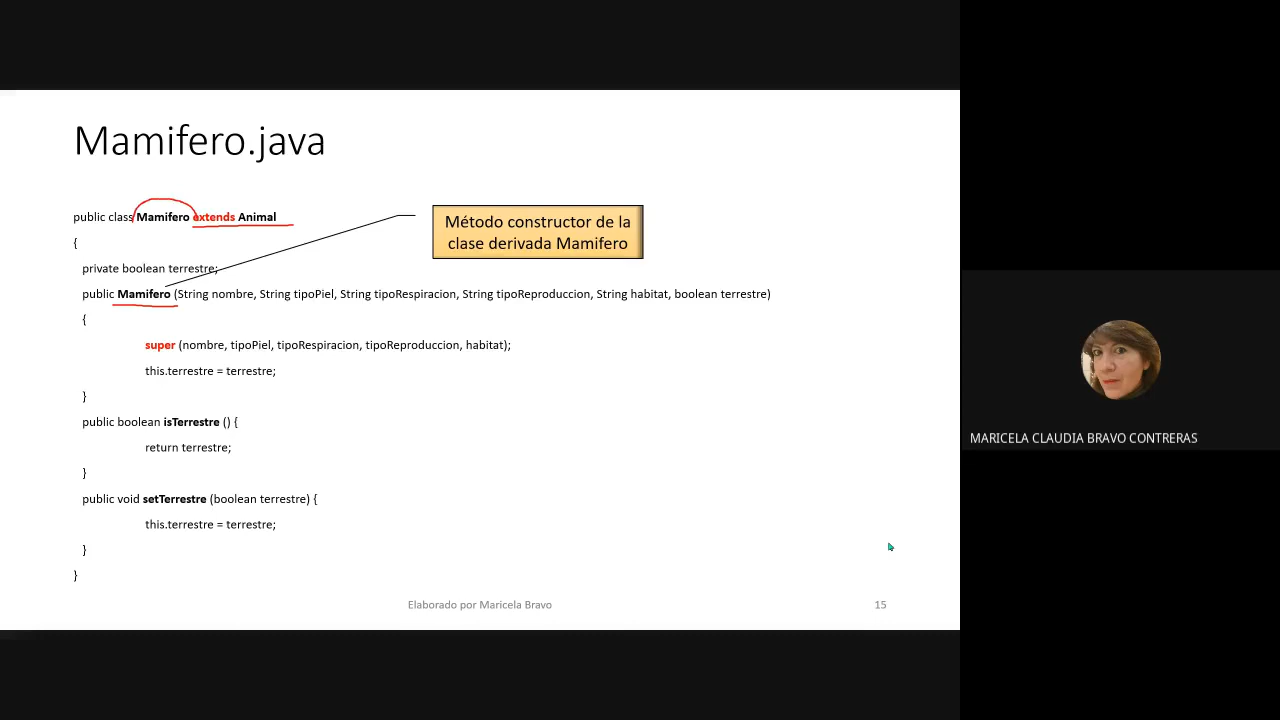 Mamifero.java
public class Mamifero extends Animal
{
private boolean terrestre;
public Mamifero (String nombre, String tipoPiel, String tipoRespiracion, String tipoReproduccion, String habitat, boolean terrestre)
{
super (nombre, tipoPiel, tipoRespiracion, tipoReproduccion, habitat);
this.terrestre = terrestre;
}
public boolean isTerrestre () {
return terrestre;
}
public void setTerrestre (boolean terrestre) {
this.terrestre = terrestre;
}
}
Método constructor de la
clase derivada Mamifero
Elaborado por Maricela Bravo
15
MARICELA CLAUDIA BRAVO CONTRERAS